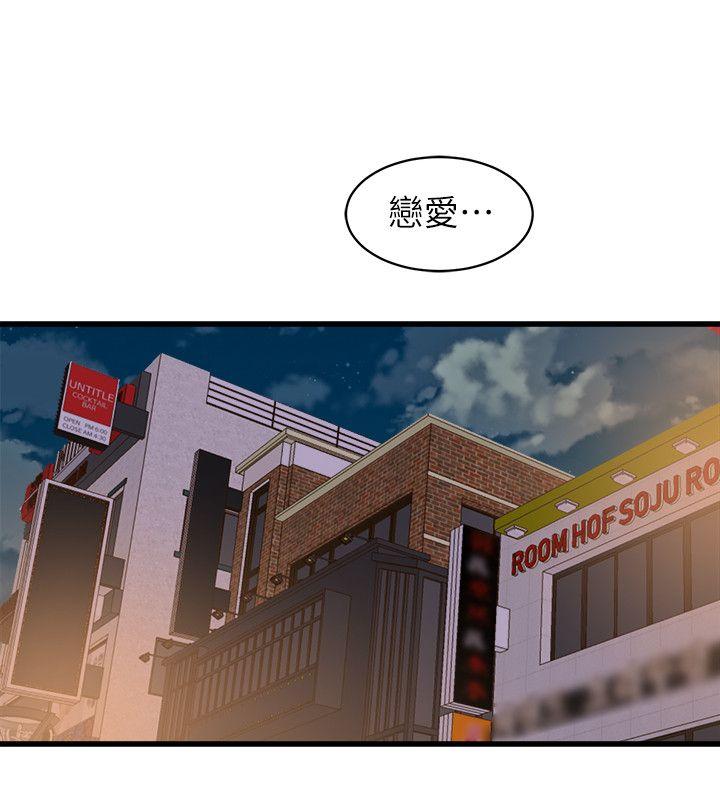 戀愛⋯
UNTITLE
COCKTAIL
BAR
OPEN PM 6:00
CLOSE AM 4:30
ROOM HOF SOJU RO